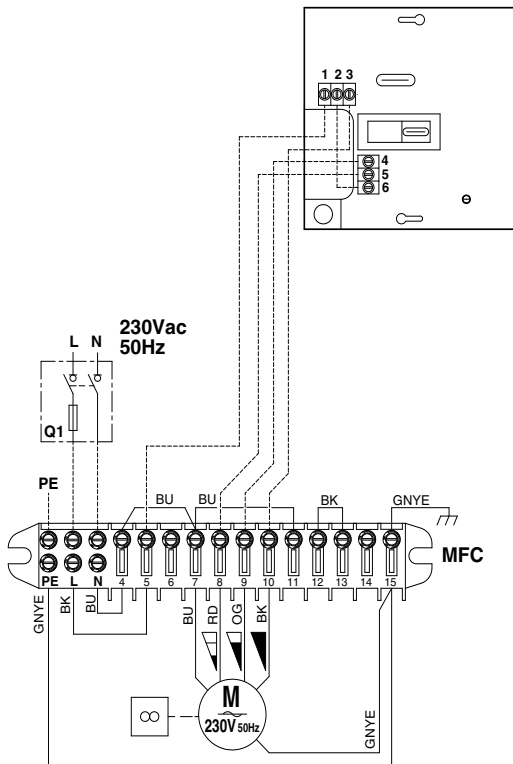 1 2 3
4
5
6
230Vac
L N 50Hz
Q1
PE
BU BU BK GNYE
MFC
PE L N 4 5 6 7 8 9 10 11 12 13 14 15
GNYE BK BU BU RD OG BK
M
230V 50Hz
8
GNYE